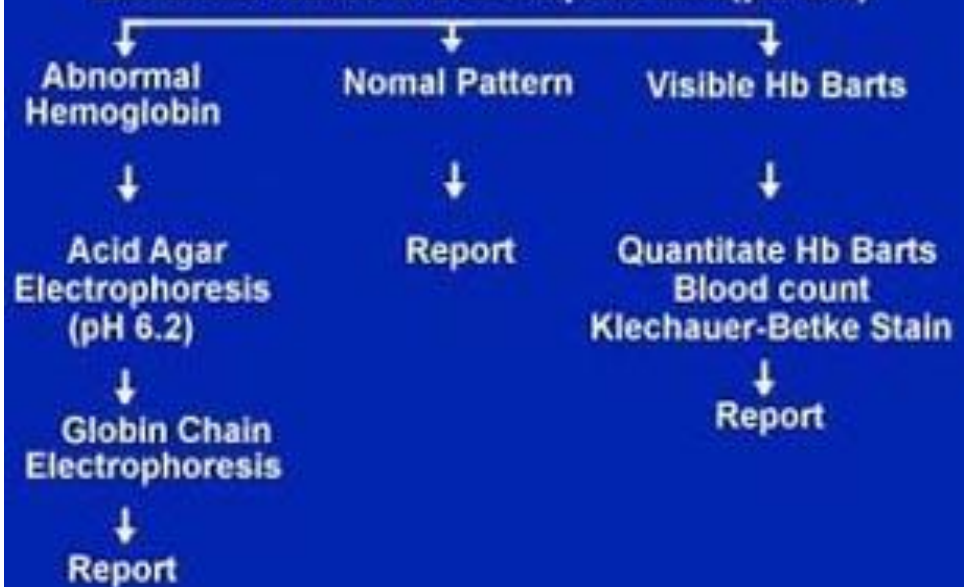 Abnormal
Hemoglobin
Nomal Pattern
Visible Hb Barts
Acid Agar
Electrophoresis
(pH 6.2)
Report
Quantitate Hb Barts
Blood count
Klechauer-Betke Stain
Globin Chain
Electrophoresis
Report
Report